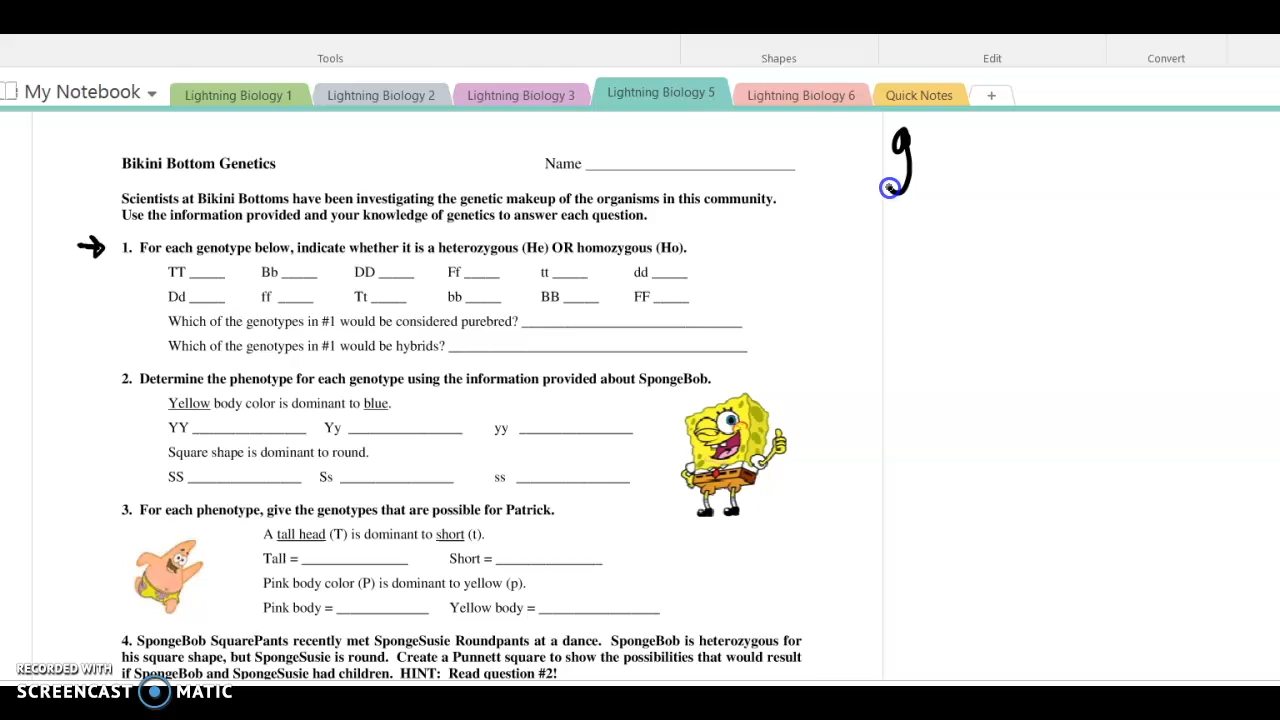 Tools Shapes Edit Convert
My Notebook Lightning Biology 1 Lightning Biology 2 Lightning Biology 3 Lightning Biology 5 Lightning Biology 6 Quick Notes +
g
Bikini Bottom Genetics Name ___________________________
Scientists at Bikini Bottoms have been investigating the genetic makeup of the organisms in this community.
Use the information provided and your knowledge of genetics to answer each question.
1. For each genotype below, indicate whether it is a heterozygous (He) OR homozygous (Ho).
TT _____ Bb _____ DD _____ Ff _____ tt _____ dd _____
Dd _____ ff _____ Tt _____ bb _____ BB _____ FF _____
Which of the genotypes in #1 would be considered purebred? ____________________________
Which of the genotypes in #1 would be hybrids? ______________________________________
2. Determine the phenotype for each genotype using the information provided about SpongeBob.
Yellow body color is dominant to blue.
YY ________________ Yy ________________ yy ________________
Square shape is dominant to round.
SS ________________ Ss ________________ ss ________________
3. For each phenotype, give the genotypes that are possible for Patrick.
A tall head (T) is dominant to short (t).
Tall = ______________ Short = ______________
Pink body color (P) is dominant to yellow (p).
Pink body = ____________ Yellow body = ________________
4. SpongeBob SquarePants recently met SpongeSusie Roundpants at a dance. SpongeBob is heterozygous for
his square shape, but SpongeSusie is round. Create a Punnett square to show the possibilities that would result
if SpongeBob and SpongeSusie had children. HINT: Read question #2!
RECORDED WITH
SCREENCAST MATIC